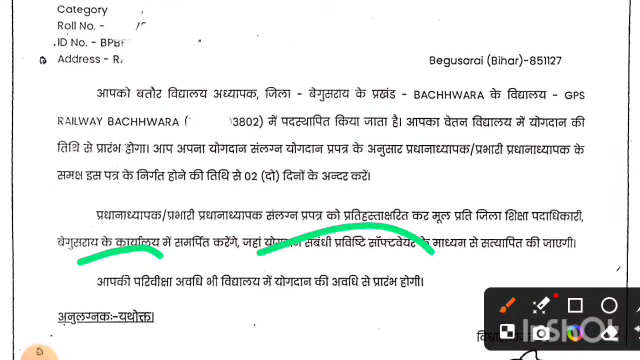 Category
Roll No. -
ID No. - BPB
Address - R
Begusarai (Bihar)-851127
आपको बतौर विद्यालय अध्यापक, जिला - बेगुसराय के प्रखंड - BACHHWARA के विद्यालय - GPS
RAILWAY BACHHWARA ( 3802) में पदस्थापित किया जाता है। आपका वेतन विद्यालय में योगदान की
तिथि से प्रारंभ होगा। आप अपना योगदान संलग्न योगदान प्रपत्र के अनुसार प्रधानाध्यापक/प्रभारी प्रधानाध्यापक के
समक्ष इस पत्र के निर्गत होने की तिथि से 02 (दो) दिनों के अन्दर करें।
प्रधानाध्यापक/प्रभारी प्रधानाध्यापक संलग्न प्रपत्र को प्रतिहस्ताक्षरित कर मूल प्रति जिला शिक्षा पदाधिकारी,
बेगुसराय के कार्यालय में समर्पित करेंगे, जहां योगदान संबंधी प्रविष्टि सॉफ्टवेयर के माध्यम से सत्यापित की जाएगी।
आपकी परिवीक्षा अवधि भी विद्यालय में योगदान की अवधि से प्रारंभ होगी।
अनुलग्नकः-यथोक्त।
InShOt